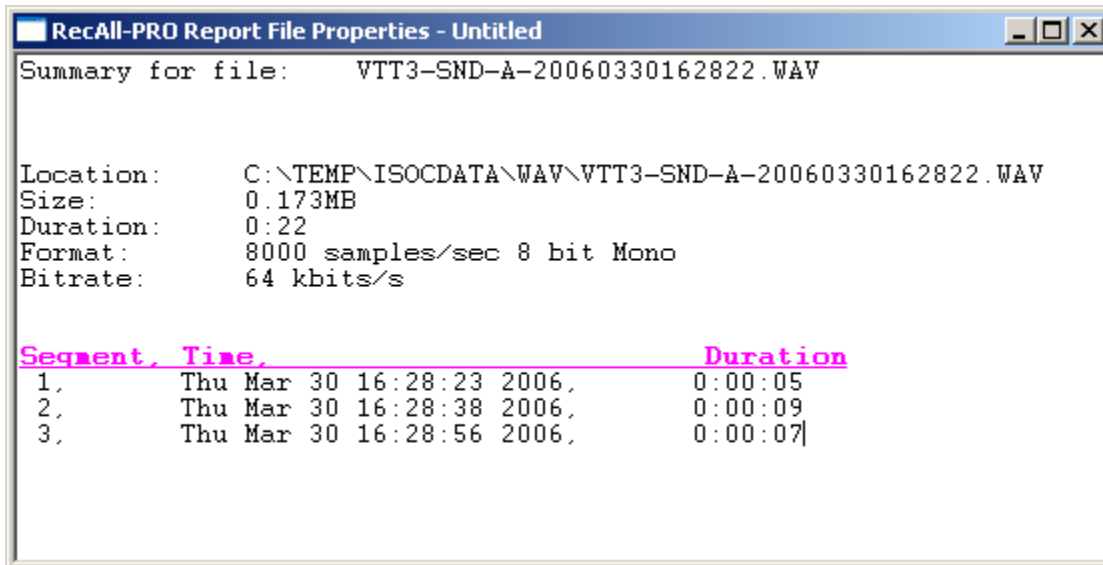 RecAll-PRO Report File Properties - Untitled
Summary for file: VTT3-SND-A-20060330162822.WAV
Location: C:\TEMP\ISOCDATA\WAV\VTT3-SND-A-20060330162822.WAV
Size: 0.173MB
Duration: 0:22
Format: 8000 samples/sec 8 bit Mono
Bitrate: 64 kbits/s
Segment, Time, Duration
1, Thu Mar 30 16:28:23 2006, 0:00:05
2, Thu Mar 30 16:28:38 2006, 0:00:09
3, Thu Mar 30 16:28:56 2006, 0:00:07